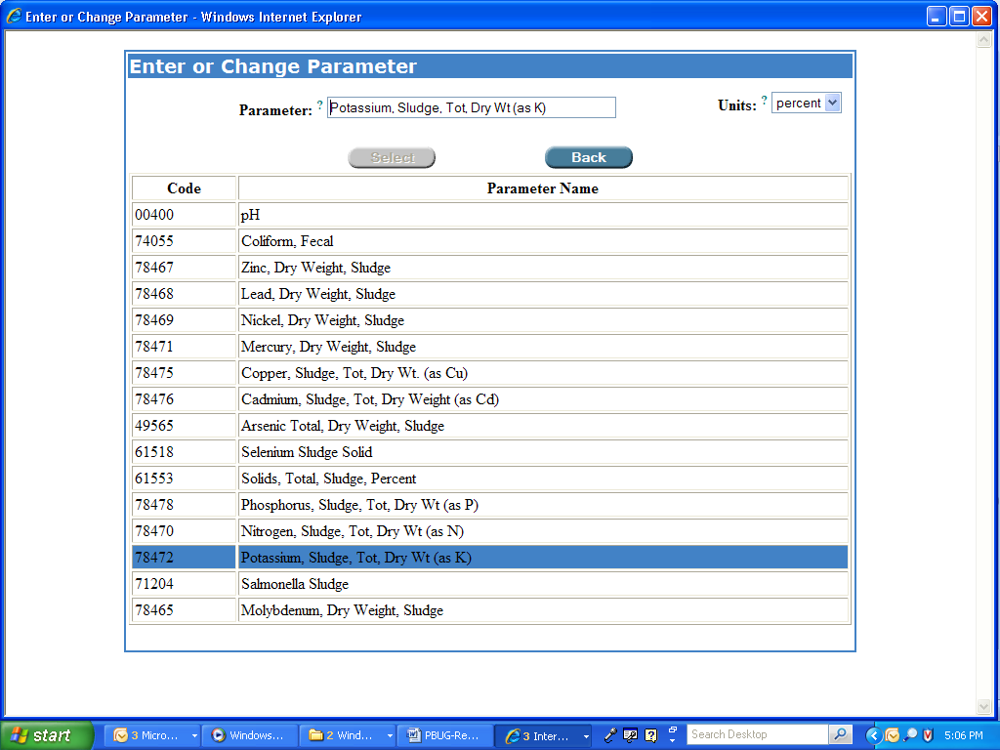 Enter or Change Parameter - Windows Internet Explorer
Enter or Change Parameter
Parameter: ? Potassium, Sludge, Tot, Dry Wt (as K) Units: ? percent
Select Back
Code Parameter Name
00400 pH
74055 Coliform, Fecal
78467 Zinc, Dry Weight, Sludge
78468 Lead, Dry Weight, Sludge
78469 Nickel, Dry Weight, Sludge
78471 Mercury, Dry Weight, Sludge
78475 Copper, Sludge, Tot, Dry Wt. (as Cu)
78476 Cadmium, Sludge, Tot, Dry Weight (as Cd)
49565 Arsenic Total, Dry Weight, Sludge
61518 Selenium Sludge Solid
61553 Solids, Total, Sludge, Percent
78478 Phosphorus, Sludge, Tot, Dry Wt (as P)
78470 Nitrogen, Sludge, Tot, Dry Wt (as N)
78472 Potassium, Sludge, Tot, Dry Wt (as K)
71204 Salmonella Sludge
78465 Molybdenum, Dry Weight, Sludge
start 3 Micro... Windows... 2 Wind... PBUG-Re... 3 Inter... Search Desktop 5:06 PM